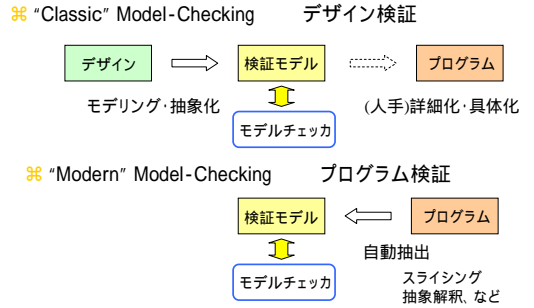 ⌘ “Classic” Model-Checking デザイン検証
デザイン 検証モデル プログラム
モデリング・抽象化 (人手)詳細化・具体化
モデルチェッカ
⌘ “Modern” Model-Checking プログラム検証
検証モデル プログラム
自動抽出
モデルチェッカ スライシング
抽象解釈、など